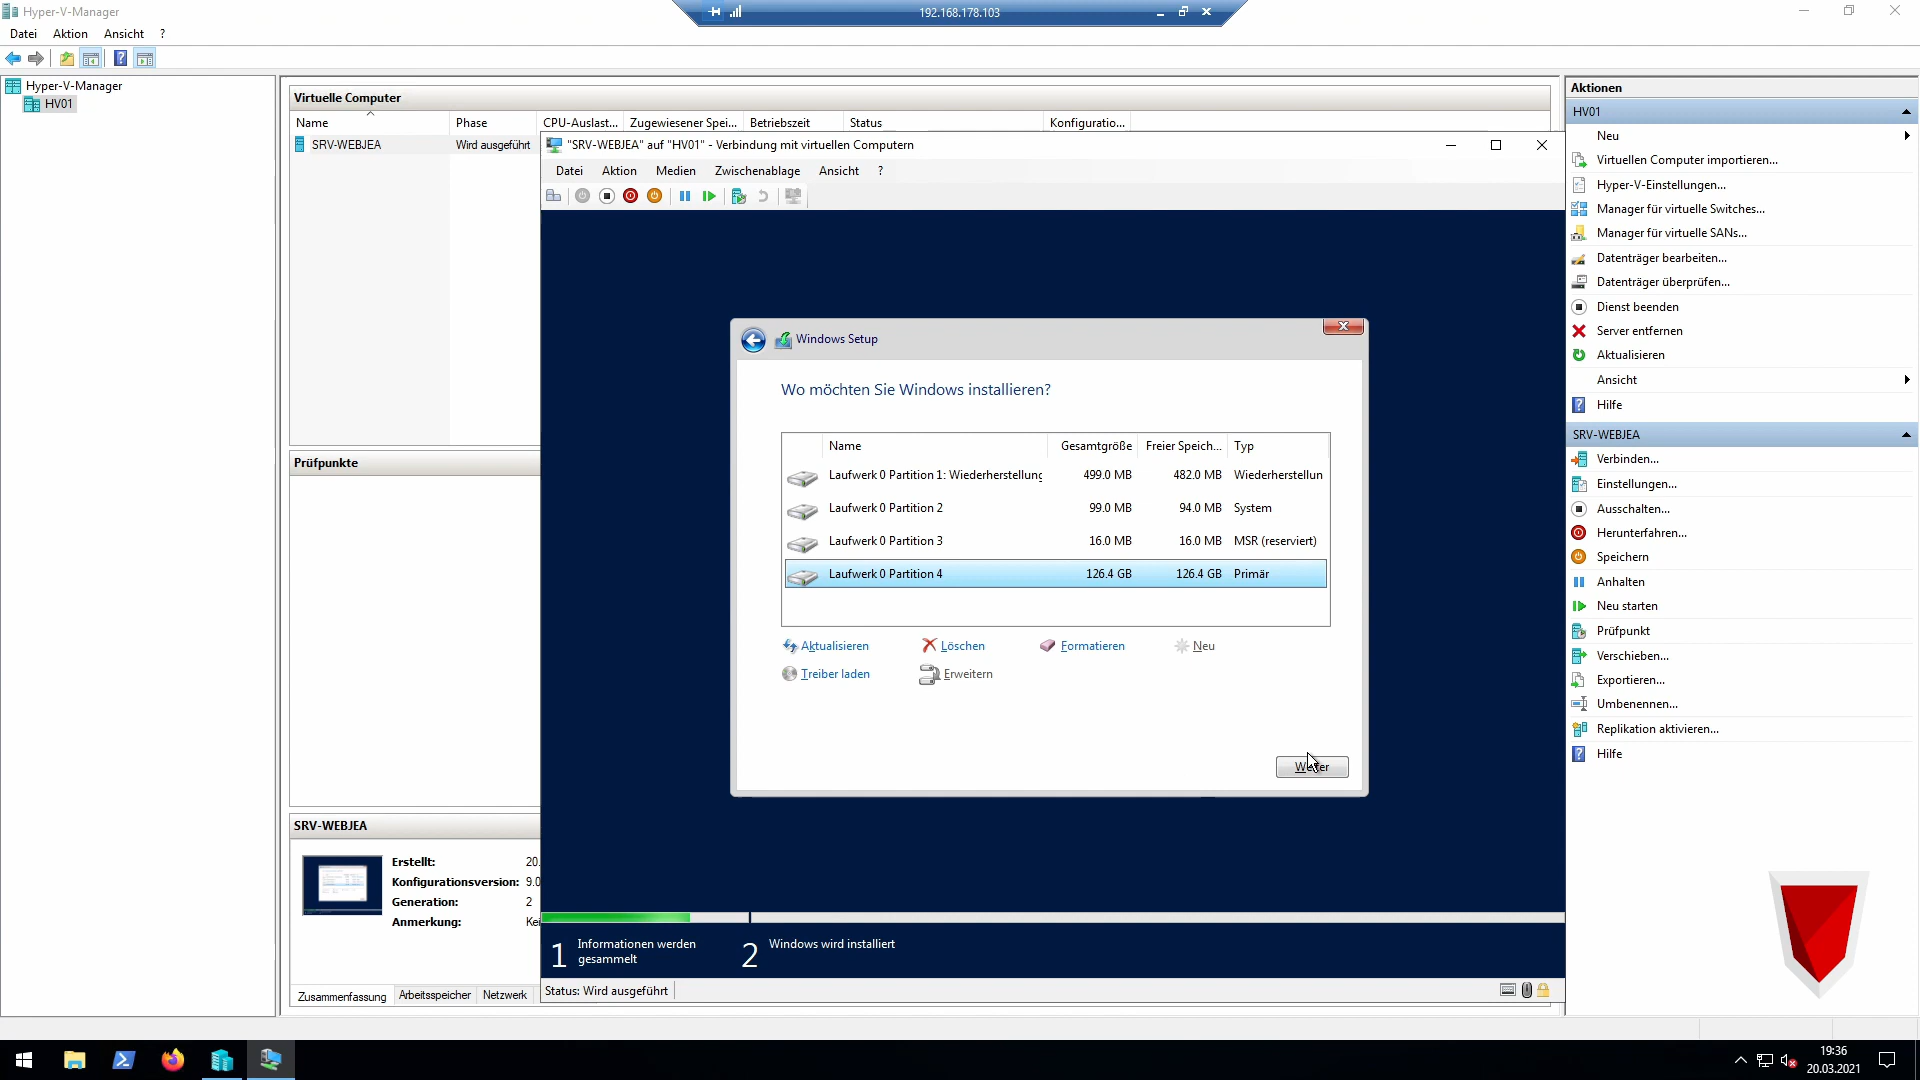 Hyper-V-Manager
192.168.178.103
Datei Aktion Ansicht ?
Hyper-V-Manager
HV01
Virtuelle Computer
Name Phase CPU-Auslast... Zugewiesener Spei... Betriebszeit Status Konfiguratio...
SRV-WEBJEA Wird ausgeführt
"SRV-WEBJEA" auf "HV01" - Verbindung mit virtuellen Computern
Datei Aktion Medien Zwischenablage Ansicht ?
Windows Setup
Wo möchten Sie Windows installieren?
Name Gesamtgröße Freier Speich... Typ
Laufwerk 0 Partition 1: Wiederherstellung 499.0 MB 482.0 MB Wiederherstellun
Laufwerk 0 Partition 2 99.0 MB 94.0 MB System
Laufwerk 0 Partition 3 16.0 MB 16.0 MB MSR (reserviert)
Laufwerk 0 Partition 4 126.4 GB 126.4 GB Primär
Aktualisieren Löschen Formatieren Neu
Treiber laden Erweitern
Weiter
1 Informationen werden gesammelt
2 Windows wird installiert
Status: Wird ausgeführt
Prüfpunkte
SRV-WEBJEA
Erstellt: 20.
Konfigurationsversion: 9.0
Generation: 2
Anmerkung: Kei
Zusammenfassung Arbeitsspeicher Netzwerk
Aktionen
HV01
Neu
Virtuellen Computer importieren...
Hyper-V-Einstellungen...
Manager für virtuelle Switches...
Manager für virtuelle SANs...
Datenträger bearbeiten...
Datenträger überprüfen...
Dienst beenden
Server entfernen
Aktualisieren
Ansicht
Hilfe
SRV-WEBJEA
Verbinden...
Einstellungen...
Ausschalten...
Herunterfahren...
Speichern
Anhalten
Neu starten
Prüfpunkt
Verschieben...
Exportieren...
Umbenennen...
Replikation aktivieren...
Hilfe
19:36
20.03.2021